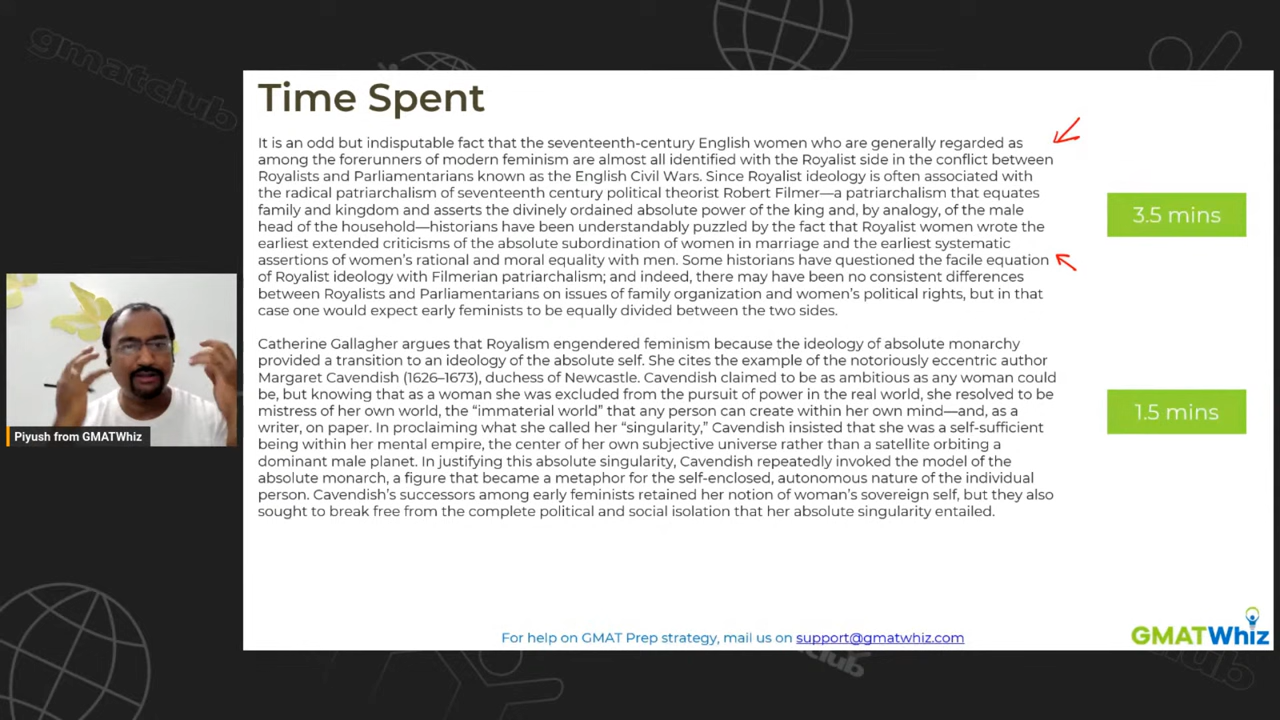 gmatclub
Time Spent
It is an odd but indisputable fact that the seventeenth-century English women who are generally regarded as
among the forerunners of modern feminism are almost all identified with the Royalist side in the conflict between
Royalists and Parliamentarians known as the English Civil Wars. Since Royalist ideology is often associated with
the radical patriarchalism of seventeenth century political theorist Robert Filmer—a patriarchalism that equates
family and kingdom and asserts the divinely ordained absolute power of the king and, by analogy, of the male
head of the household—historians have been understandably puzzled by the fact that Royalist women wrote the
earliest extended criticisms of the absolute subordination of women in marriage and the earliest systematic
assertions of women's rational and moral equality with men. Some historians have questioned the facile equation
of Royalist ideology with Filmerian patriarchalism; and indeed, there may have been no consistent differences
between Royalists and Parliamentarians on issues of family organization and women's political rights, but in that
case one would expect early feminists to be equally divided between the two sides.
3.5 mins
Catherine Gallagher argues that Royalism engendered feminism because the ideology of absolute monarchy
provided a transition to an ideology of the absolute self. She cites the example of the notoriously eccentric author
Margaret Cavendish (1626–1673), duchess of Newcastle. Cavendish claimed to be as ambitious as any woman could
be, but knowing that as a woman she was excluded from the pursuit of power in the real world, she resolved to be
mistress of her own world, the "immaterial world" that any person can create within her own mind—and, as a
writer, on paper. In proclaiming what she called her "singularity," Cavendish insisted that she was a self-sufficient
being within her mental empire, the center of her own subjective universe rather than a satellite orbiting a
dominant male planet. In justifying this absolute singularity, Cavendish repeatedly invoked the model of the
absolute monarch, a figure that became a metaphor for the self-enclosed, autonomous nature of the individual
person. Cavendish's successors among early feminists retained her notion of woman's sovereign self, but they also
sought to break free from the complete political and social isolation that her absolute singularity entailed.
1.5 mins
Piyush from GMATWhiz
For help on GMAT Prep strategy, mail us on support@gmatwhiz.com
GMATWhiz